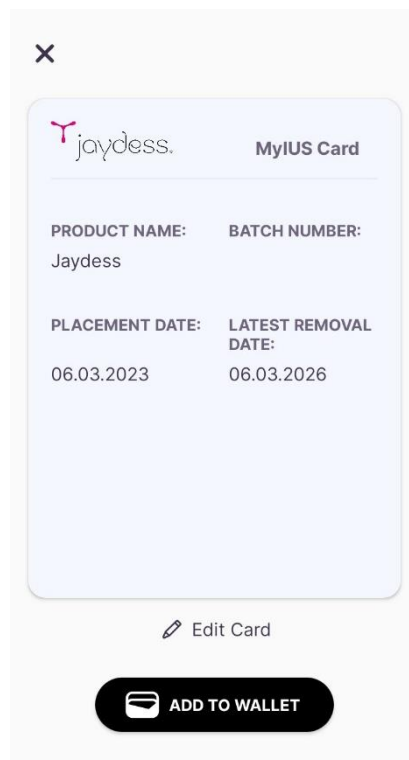 jaydess.
MyIUS Card
PRODUCT NAME:
Jaydess
BATCH NUMBER:
PLACEMENT DATE:
06.03.2023
LATEST REMOVAL
DATE:
06.03.2026
Edit Card
ADD TO WALLET